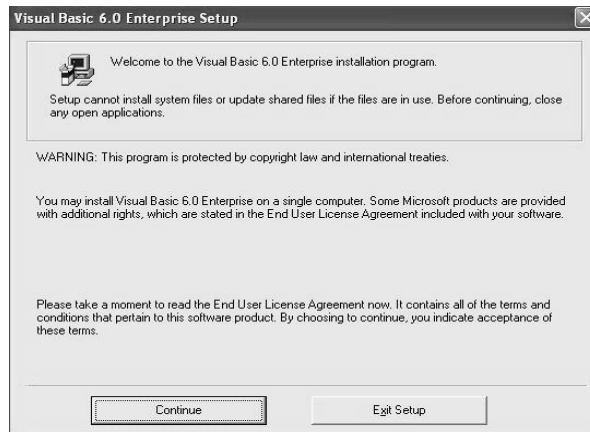 Visual Basic 6.0 Enterprise Setup
Welcome to the Visual Basic 6.0 Enterprise installation program.
Setup cannot install system files or update shared files if the files are in use. Before continuing, close
any open applications.
WARNING: This program is protected by copyright law and international treaties.
You may install Visual Basic 6.0 Enterprise on a single computer. Some Microsoft products are provided
with additional rights, which are stated in the End User License Agreement included with your software.
Please take a moment to read the End User License Agreement now. It contains all of the terms and
conditions that pertain to this software product. By choosing to continue, you indicate acceptance of
these terms.
Continue
Exit Setup